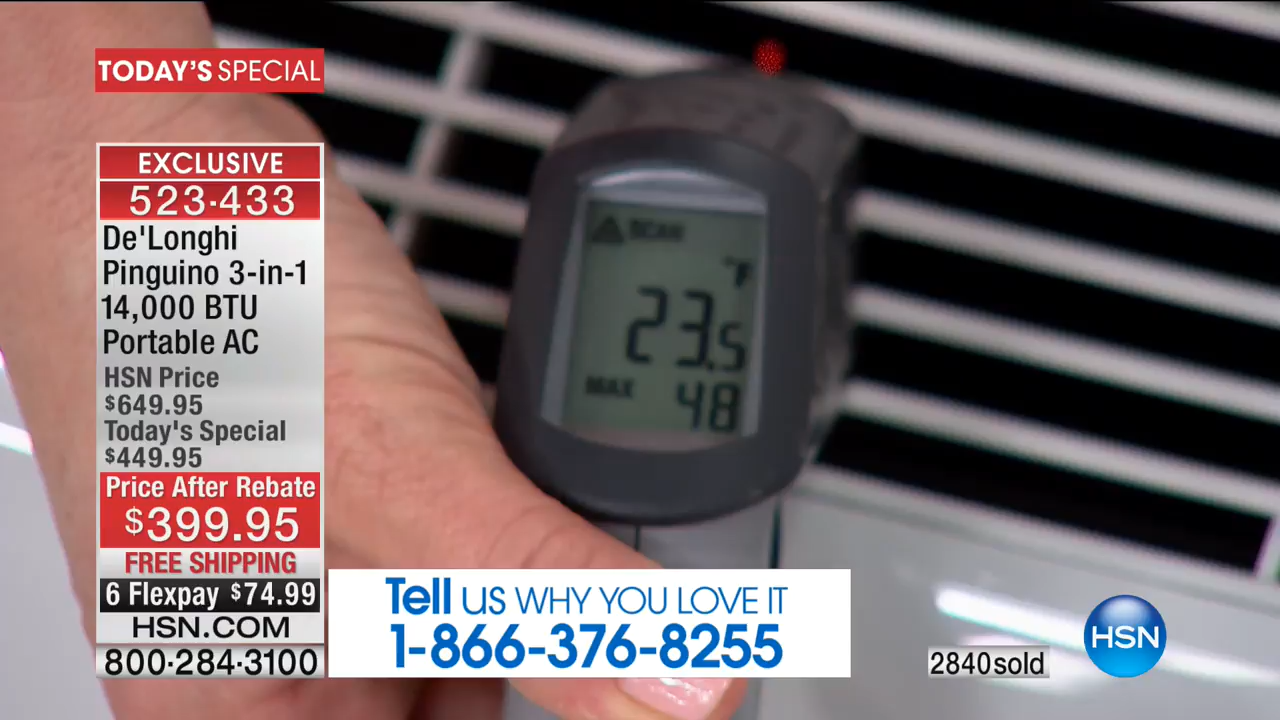 TODAY'S SPECIAL
EXCLUSIVE
523·433
De'Longhi
Pinguino 3-in-1
14,000 BTU
Portable AC
HSN Price
$649.95
Today's Special
$449.95
Price After Rebate
$399.95
FREE SHIPPING
6 Flexpay $74.99
HSN.COM
800·284·3100
SCAN
°F
23.5
MAX 48
Tell us WHY YOU LOVE IT
1-866-376-8255
2840 sold
HSN